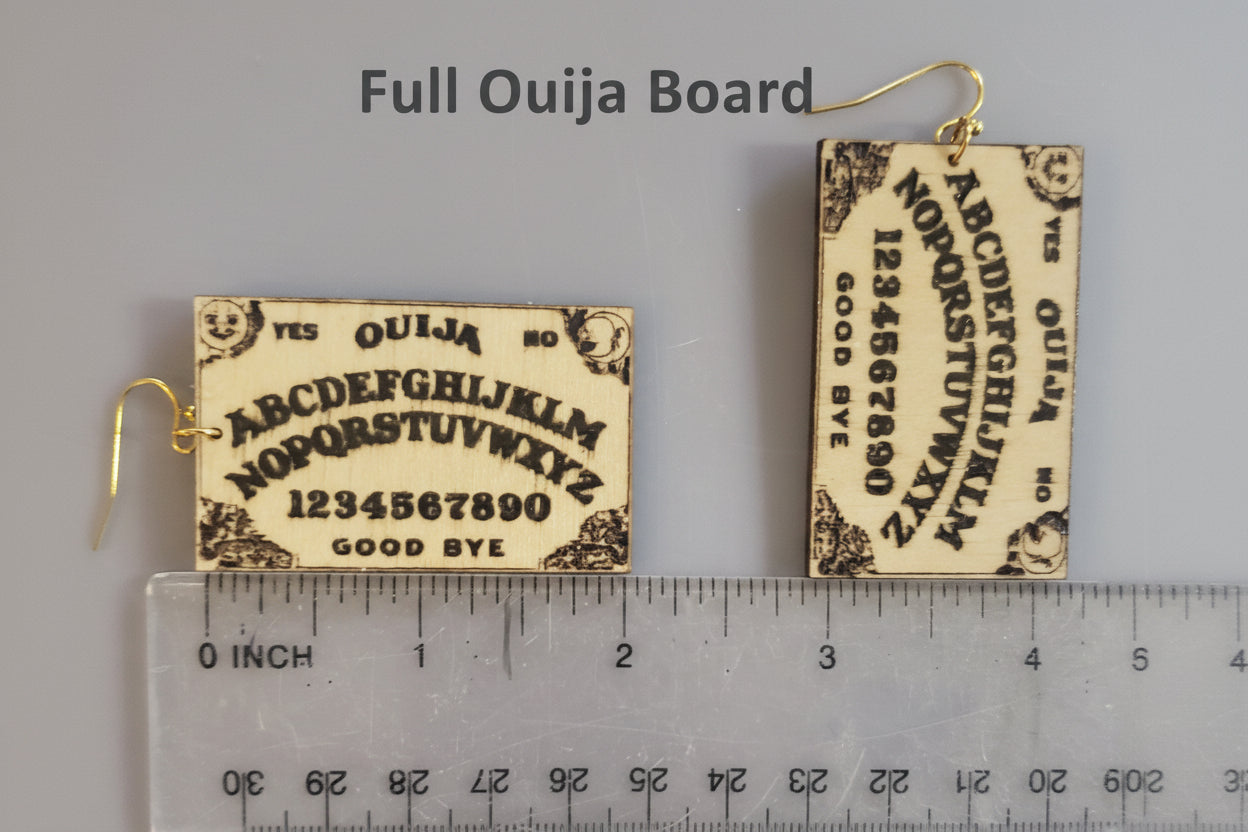 Full Ouija Board
YES OUIJA NO
ABCDEFGHIJKLM
NOPQRSTUVWXYZ
1234567890
GOOD BYE
YES OUIJA NO
ABCDEFGHIJKLM
NOPQRSTUVWXYZ
1234567890
GOOD BYE
0 INCH 1 2 3 4 5 4
30 29 28 27 26 25 24 23 22 21 20